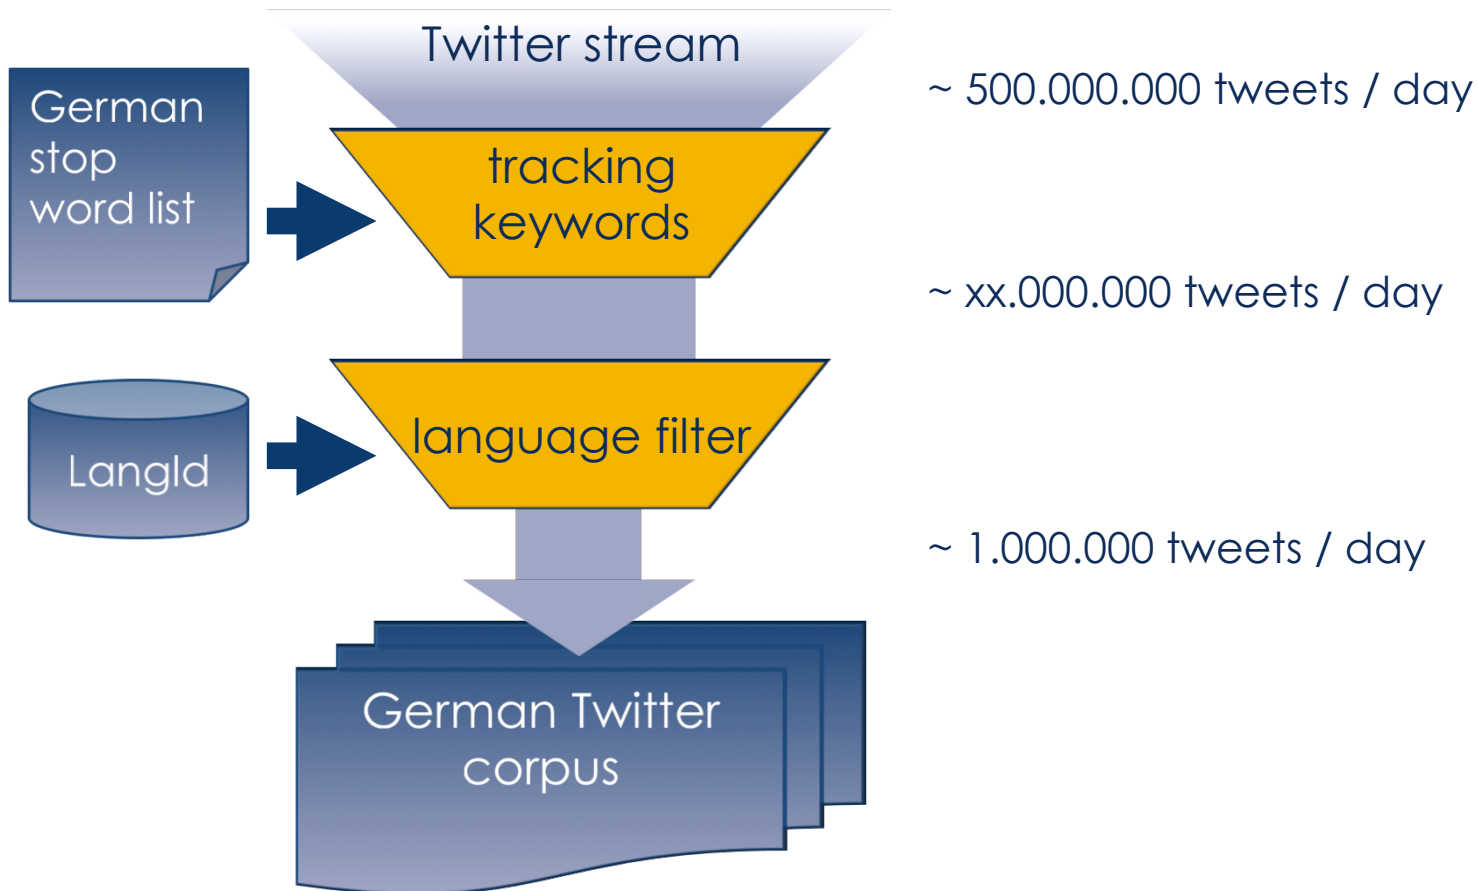 Twitter stream
~ 500.000.000 tweets / day
German
stop
word list
tracking
keywords
~ xx.000.000 tweets / day
LangId
language filter
~ 1.000.000 tweets / day
German Twitter
corpus